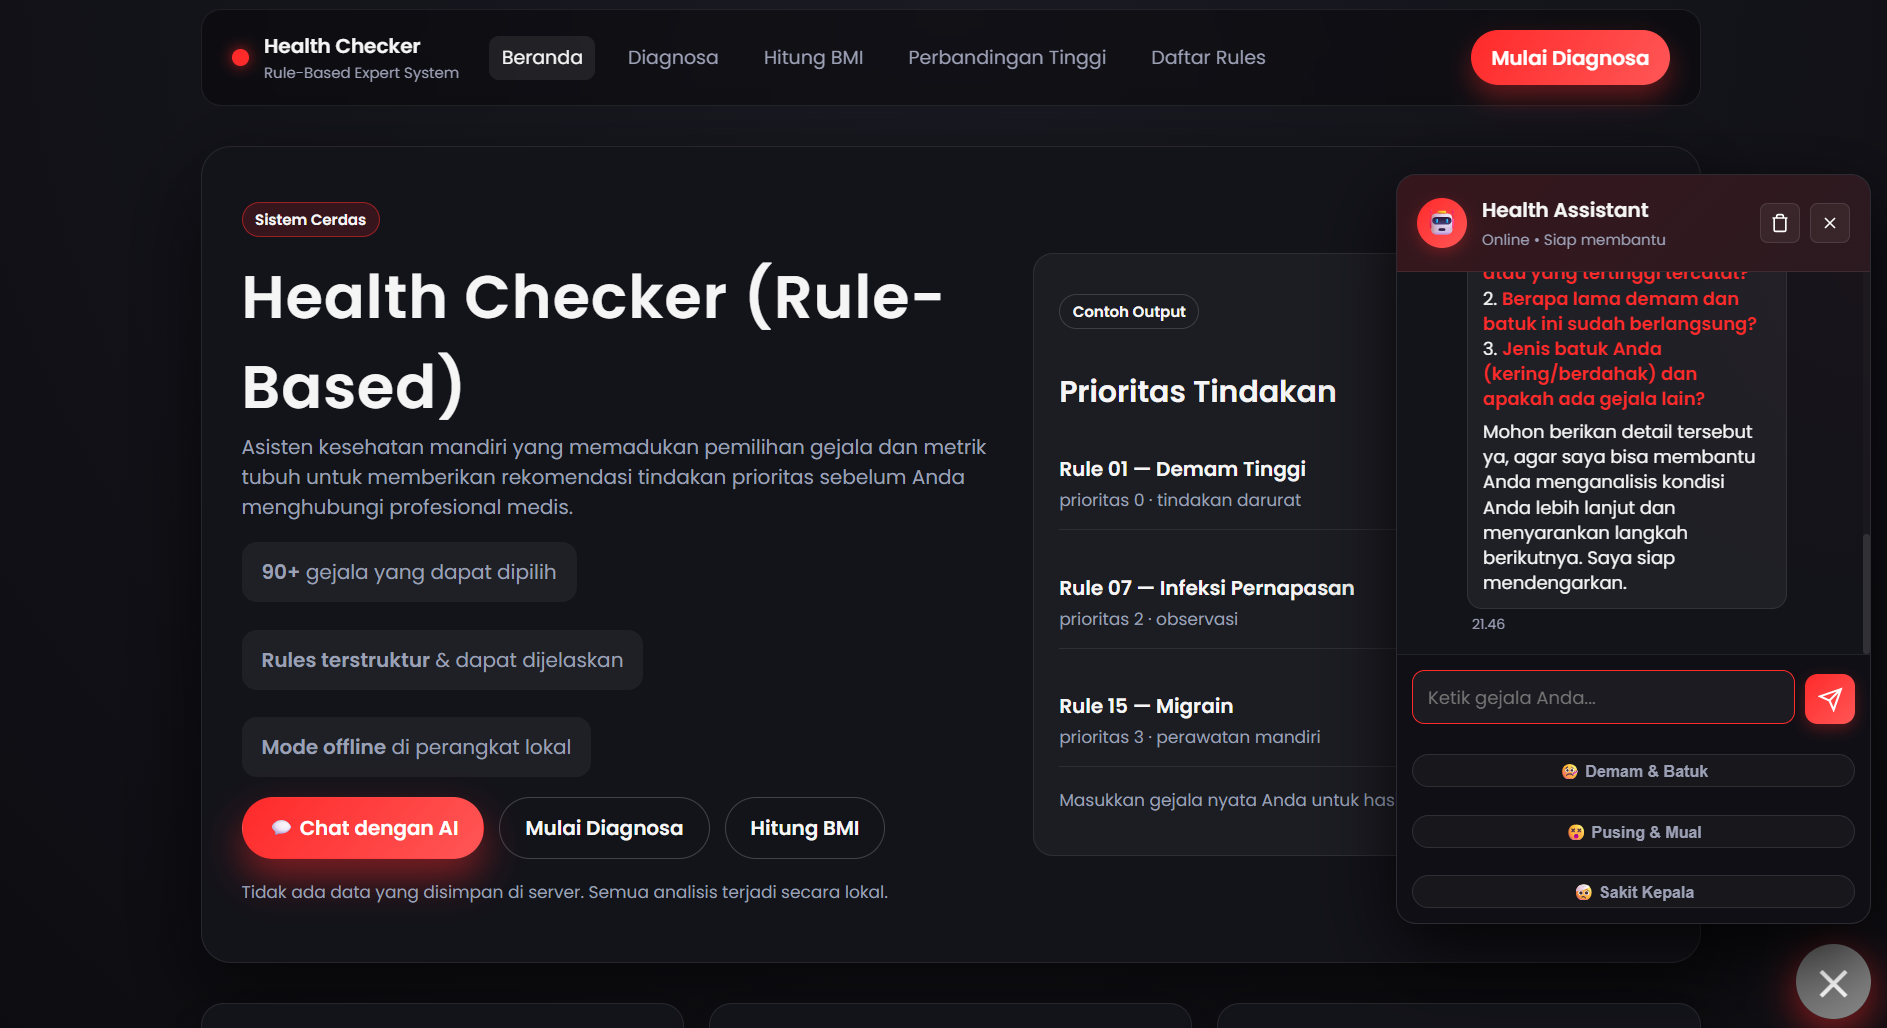 Health Checker
Rule-Based Expert System
Beranda
Diagnosa
Hitung BMI
Perbandingan Tinggi
Daftar Rules
Mulai Diagnosa
Sistem Cerdas
Health Checker (Rule-
Based)
Asisten kesehatan mandiri yang memadukan pemilihan gejala dan metrik
tubuh untuk memberikan rekomendasi tindakan prioritas sebelum Anda
menghubungi profesional medis.
90+ gejala yang dapat dipilih
Rules terstruktur & dapat dijelaskan
Mode offline di perangkat lokal
💬 Chat dengan AI
Mulai Diagnosa
Hitung BMI
Tidak ada data yang disimpan di server. Semua analisis terjadi secara lokal.
Contoh Output
Prioritas Tindakan
Rule 01 — Demam Tinggi
prioritas 0 · tindakan darurat
Rule 07 — Infeksi Pernapasan
prioritas 2 · observasi
Rule 15 — Migrain
prioritas 3 · perawatan mandiri
Masukkan gejala nyata Anda untuk has
Health Assistant
Online • Siap membantu
atau yang tertinggi tercatat?
2. Berapa lama demam dan
batuk ini sudah berlangsung?
3. Jenis batuk Anda
(kering/berdahak) dan
apakah ada gejala lain?
Mohon berikan detail tersebut
ya, agar saya bisa membantu
Anda menganalisis kondisi
Anda lebih lanjut dan
menyarankan langkah
berikutnya. Saya siap
mendengarkan.
21.46
Ketik gejala Anda...
🤒 Demam & Batuk
😵 Pusing & Mual
🤕 Sakit Kepala